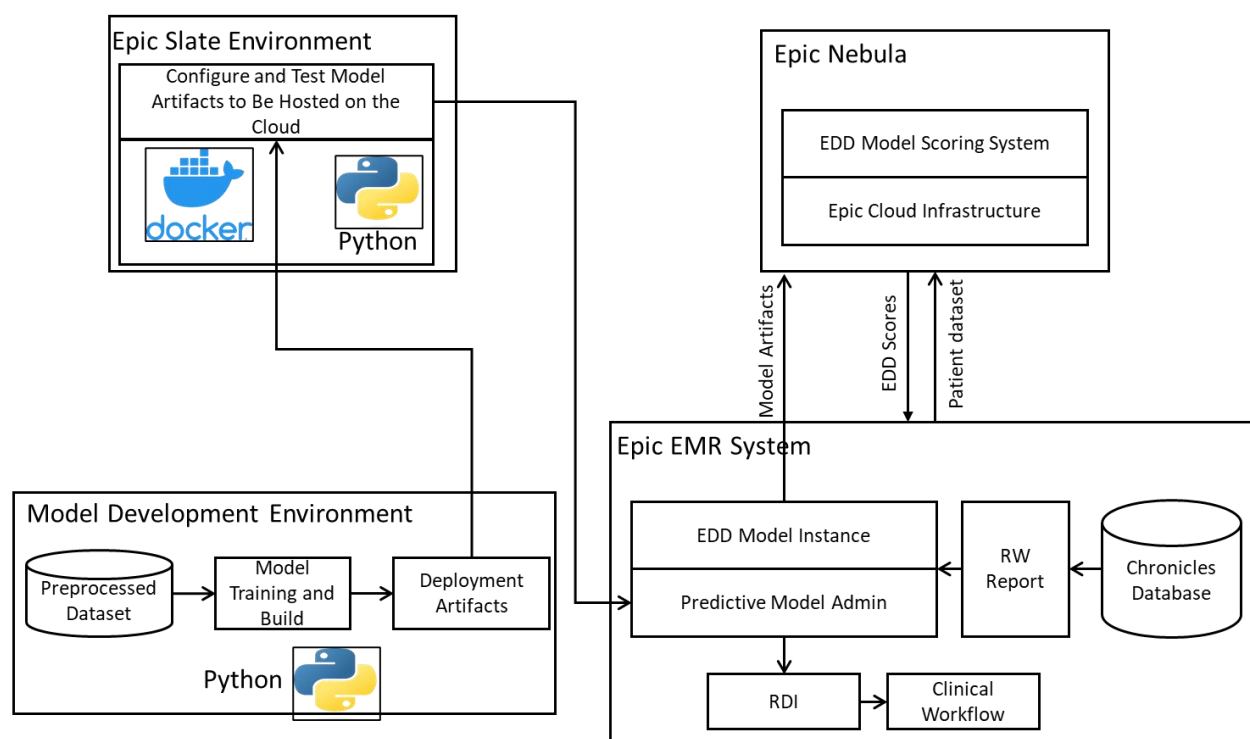 Epic Slate Environment
Configure and Test Model
Artifacts to Be Hosted on the
Cloud
docker
Python
Epic Nebula
EDD Model Scoring System
Epic Cloud Infrastructure
Model Artifacts
EDD Scores
Patient dataset
Model Development Environment
Preprocessed
Dataset
Model
Training and
Build
Deployment
Artifacts
Python
Epic EMR System
EDD Model Instance
Predictive Model Admin
RW
Report
Chronicles
Database
RDI
Clinical
Workflow